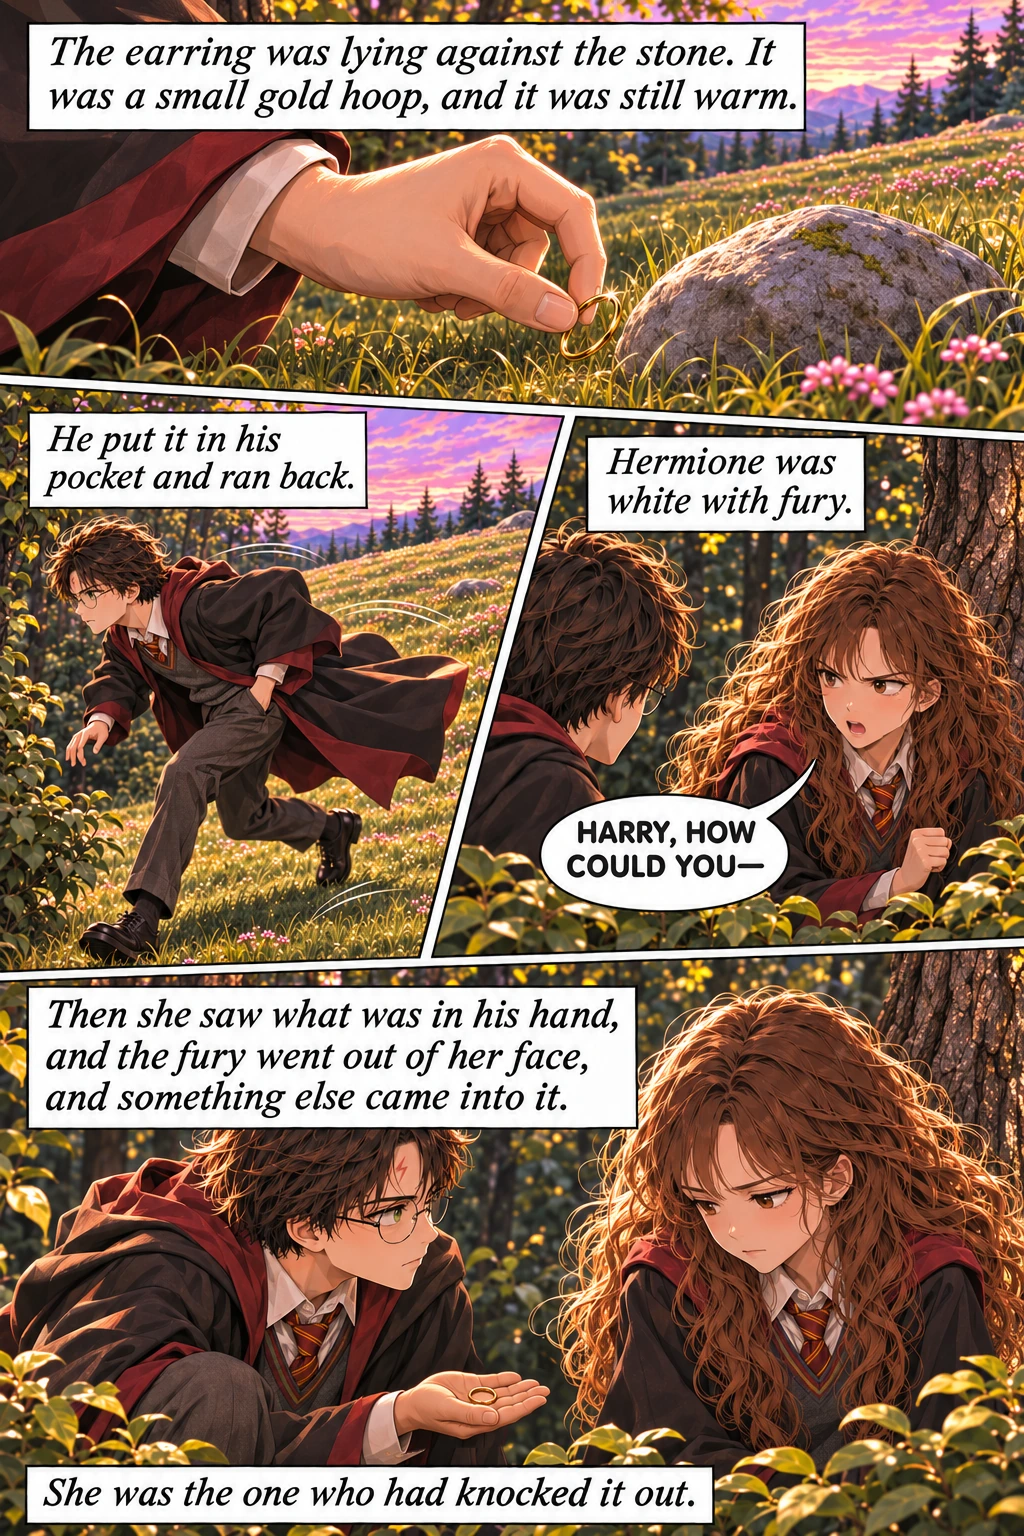 The earring was lying against the stone. It
was a small gold hoop, and it was still warm.
He put it in his
pocket and ran back.
Hermione was
white with fury.
HARRY, HOW
COULD YOU—
Then she saw what was in his hand,
and the fury went out of her face,
and something else came into it.
She was the one who had knocked it out.